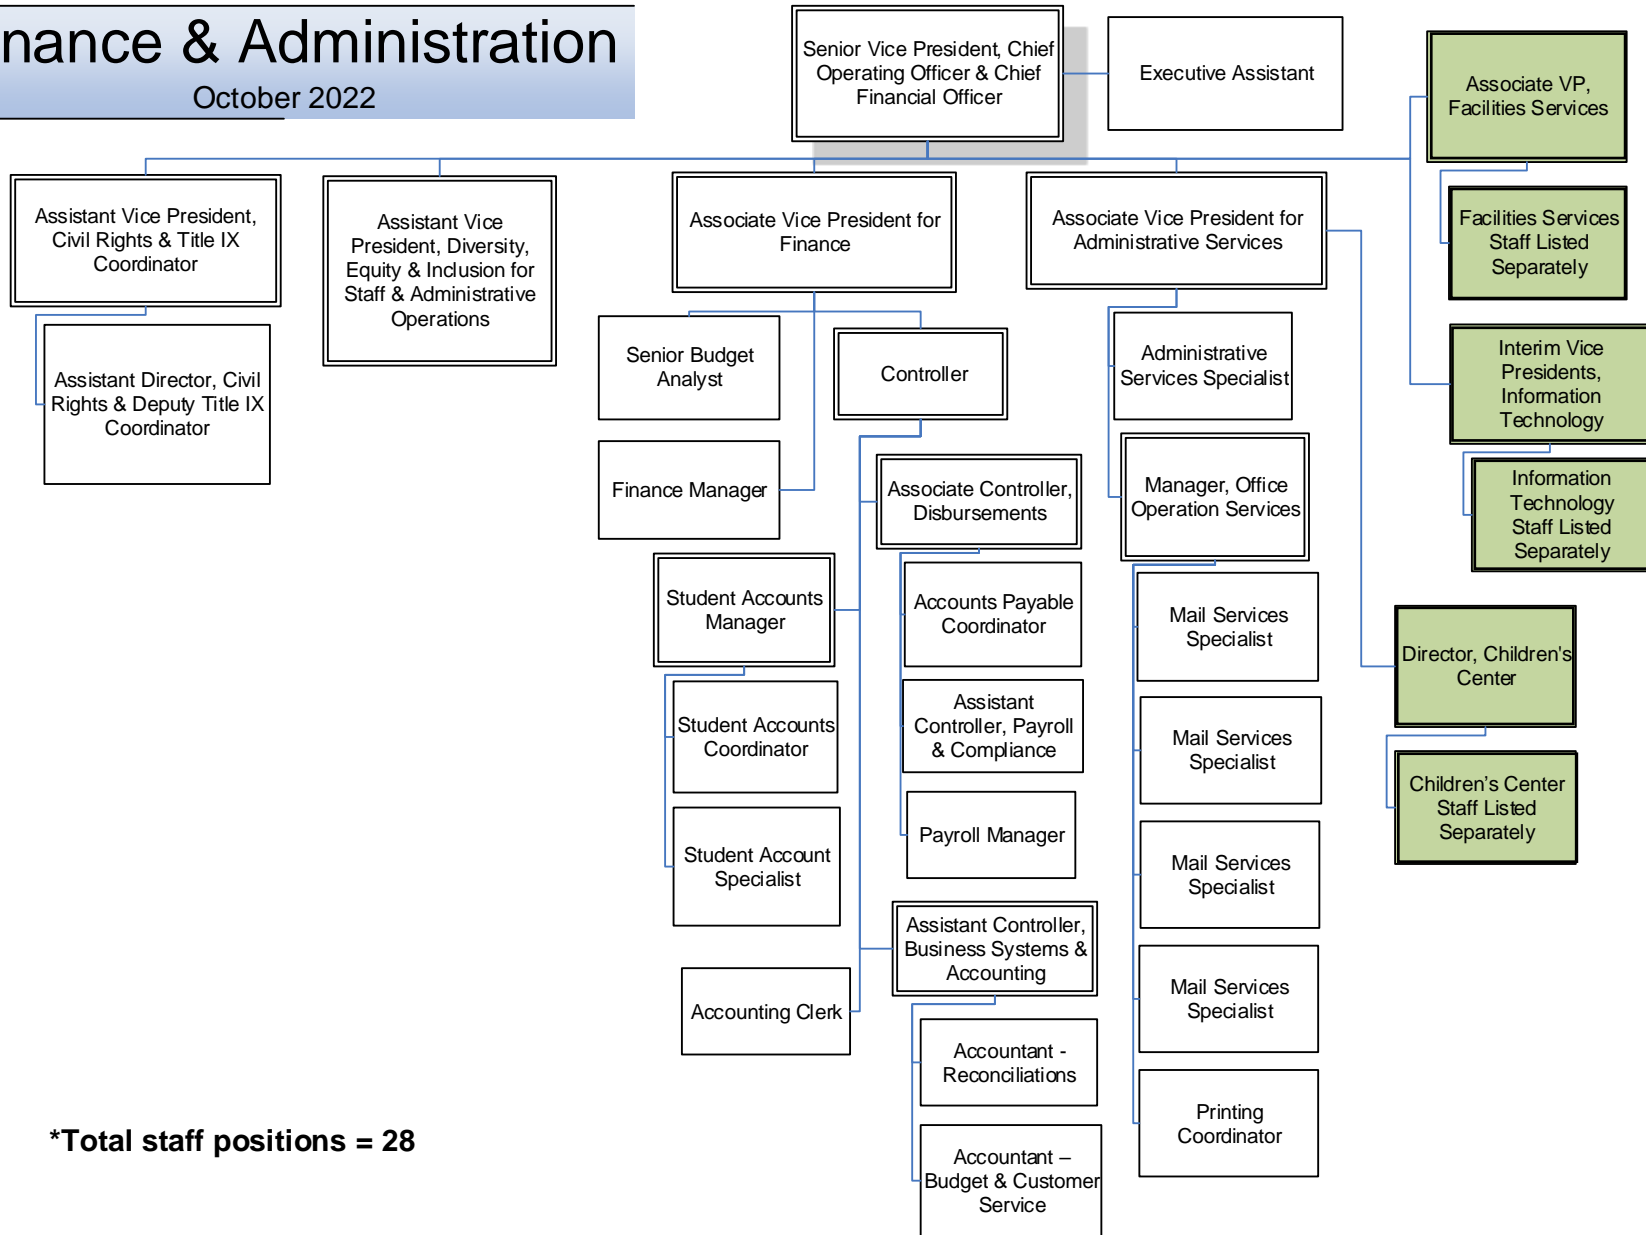 nance & Administration
October 2022
Senior Vice President, Chief
Operating Officer & Chief
Financial Officer
Executive Assistant
Associate VP,
Facilities Services
Facilities Services
Staff Listed
Separately
Assistant Vice President,
Civil Rights & Title IX
Coordinator
Assistant Director, Civil
Rights & Deputy Title IX
Coordinator
Assistant Vice
President, Diversity,
Equity & Inclusion for
Staff & Administrative
Operations
Associate Vice President for
Finance
Senior Budget
Analyst
Controller
Finance Manager
Associate Controller,
Disbursements
Student Accounts
Manager
Accounts Payable
Coordinator
Student Accounts
Coordinator
Assistant
Controller, Payroll
& Compliance
Student Account
Specialist
Payroll Manager
Assistant Controller,
Business Systems &
Accounting
Accounting Clerk
Accountant -
Reconciliations
Accountant –
Budget & Customer
Service
Associate Vice President for
Administrative Services
Administrative
Services Specialist
Manager, Office
Operation Services
Mail Services
Specialist
Mail Services
Specialist
Mail Services
Specialist
Mail Services
Specialist
Printing
Coordinator
Interim Vice
Presidents,
Information
Technology
Information
Technology
Staff Listed
Separately
Director, Children's
Center
Children’s Center
Staff Listed
Separately
*Total staff positions = 28